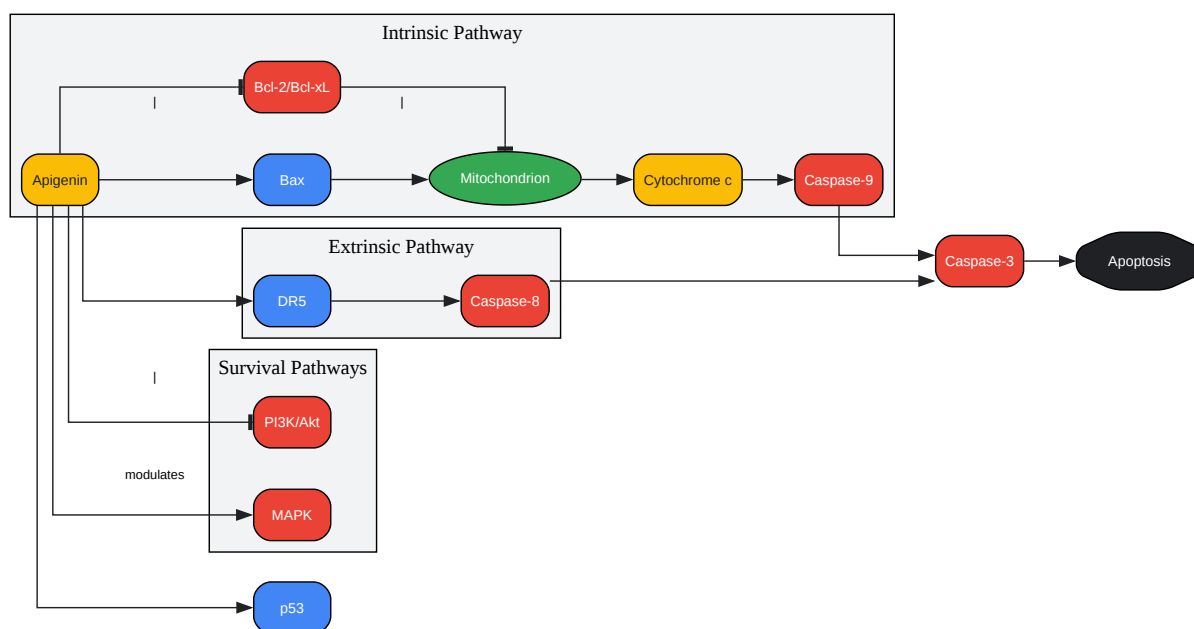 Intrinsic Pathway
Bcl-2/Bcl-xL
|
|
Apigenin
Bax
Mitochondrion
Cytochrome c
Caspase-9
Extrinsic Pathway
DR5
Caspase-8
Caspase-3
Apoptosis
Survival Pathways
|
PI3K/Akt
modulates
MAPK
p53